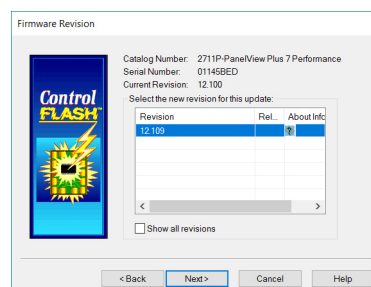 Firmware Revision
Control
FLASH
Catalog Number: 2711P-PanelView Plus 7 Performance
Serial Number: 01145BED
Current Revision: 12.100
Select the new revision for this update:
Revision Rel... About Infc
12.109 ?
Show all revisions
< Back Next > Cancel Help